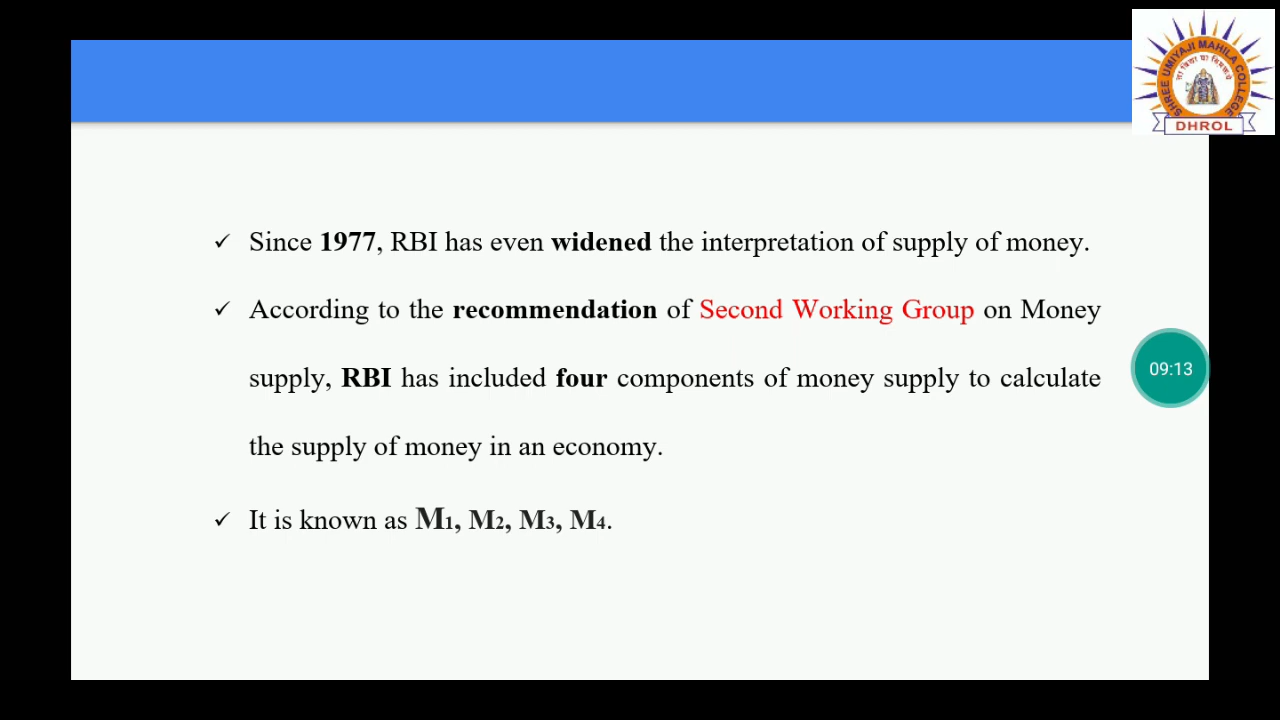 SHREE UMIYAJI MAHILA COLLEGE
DHROL
✓ Since 1977, RBI has even widened the interpretation of supply of money.
✓ According to the recommendation of Second Working Group on Money
supply, RBI has included four components of money supply to calculate
the supply of money in an economy.
09:13
✓ It is known as M1, M2, M3, M4.